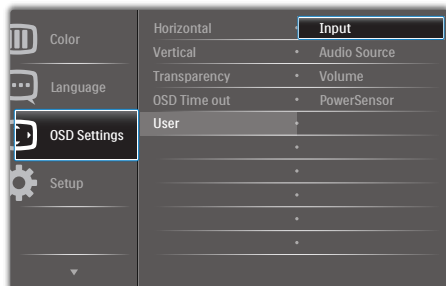 Color
Language
OSD Settings
Setup
Horizontal
Vertical
Transparency
OSD Time out
User
Input
Audio Source
Volume
PowerSensor